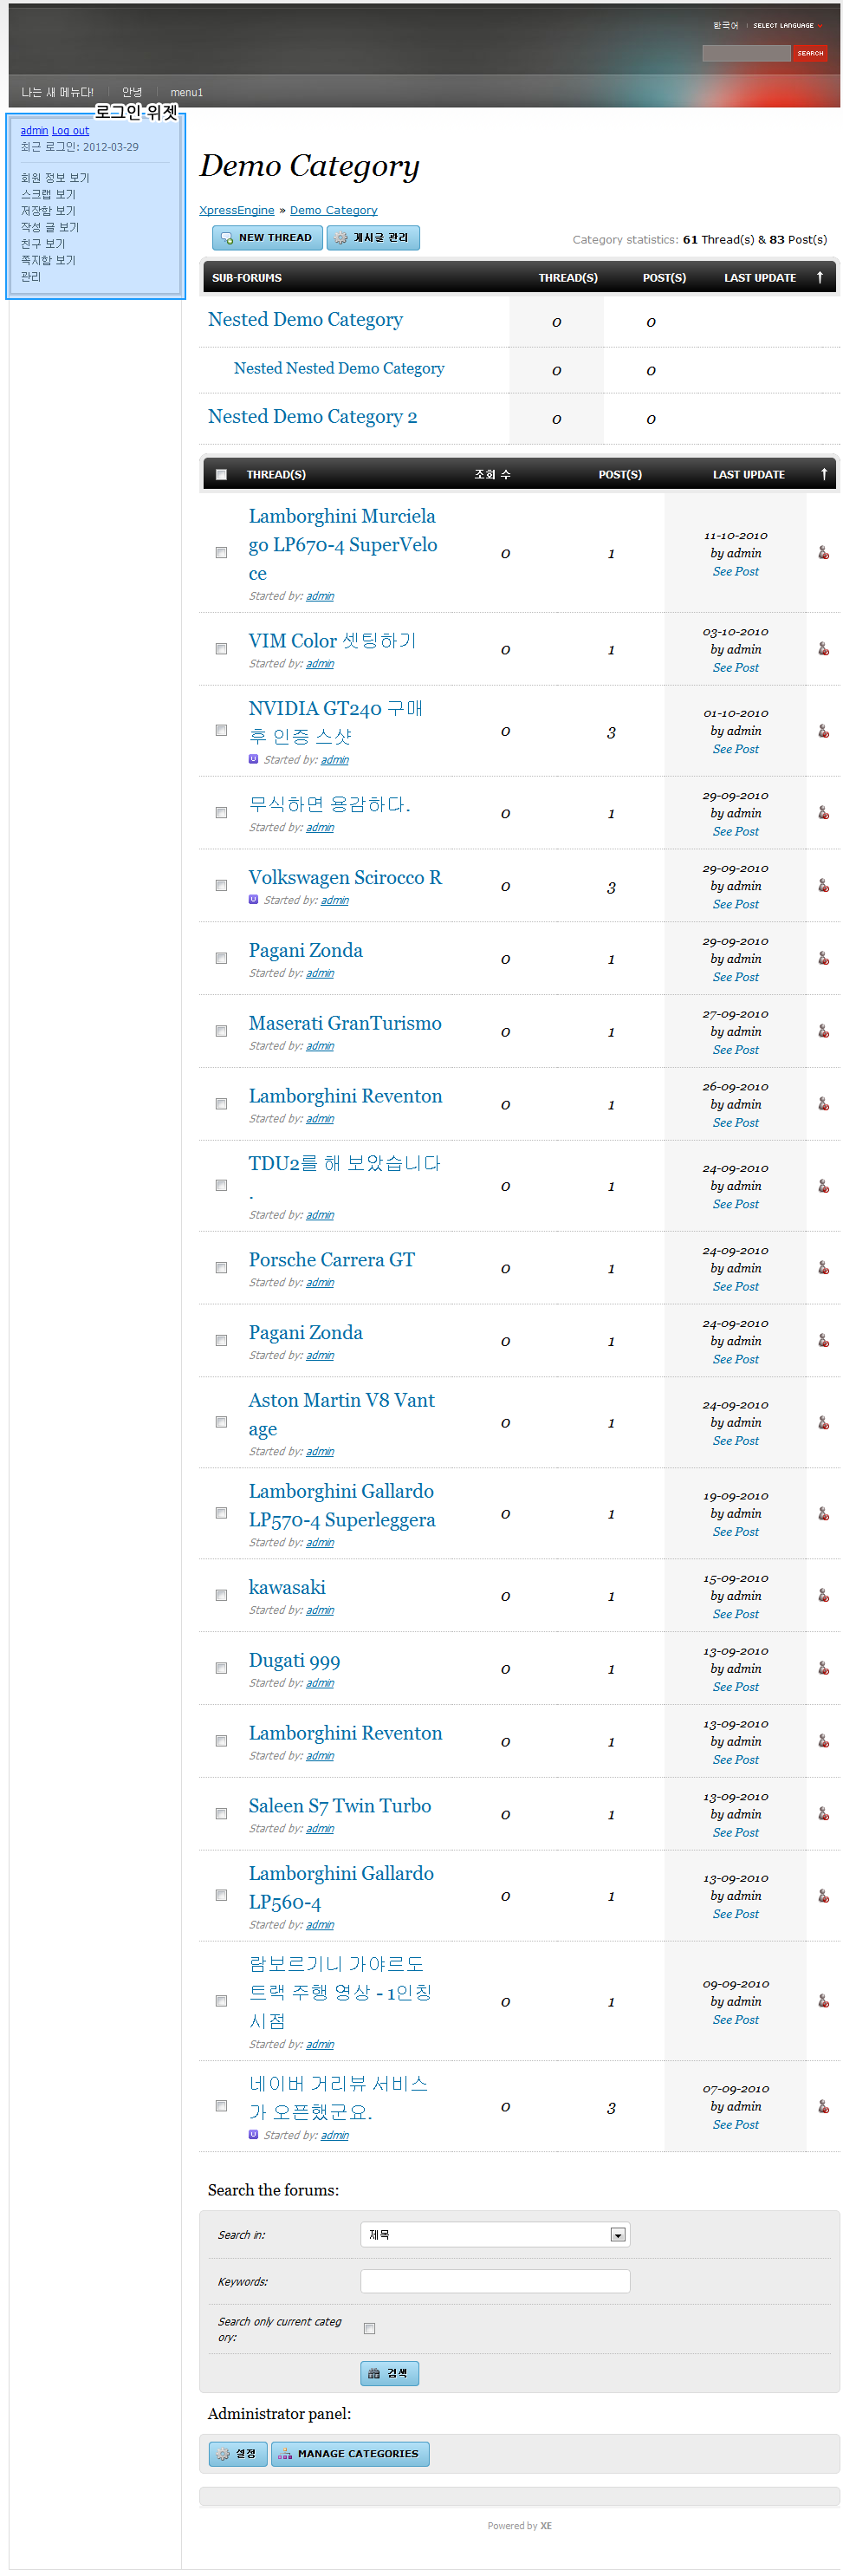 한국어 | SELECT LANGUAGE
SEARCH
나는 새 메뉴다! 안녕 menu1
로그인 위젯
admin Log out
최근 로그인: 2012-03-29
회원 정보 보기
스크랩 보기
저장함 보기
작성 글 보기
친구 보기
쪽지함 보기
관리
Demo Category
XpressEngine » Demo Category
NEW THREAD 게시글 관리
Category statistics: 61 Thread(s) & 83 Post(s)
SUB-FORUMS THREAD(S) POST(S) LAST UPDATE ↑
Nested Demo Category 0 0
Nested Nested Demo Category 0 0
Nested Demo Category 2 0 0
THREAD(S) 조회 수 POST(S) LAST UPDATE ↑
Lamborghini Murciela
go LP670-4 SuperVelo
ce
Started by: admin
0 1
11-10-2010
by admin
See Post
VIM Color 셋팅하기
Started by: admin
0 1
03-10-2010
by admin
See Post
NVIDIA GT240 구매
후 인증 스샷
U Started by: admin
0 3
01-10-2010
by admin
See Post
무식하면 용감하다.
Started by: admin
0 1
29-09-2010
by admin
See Post
Volkswagen Scirocco R
U Started by: admin
0 3
29-09-2010
by admin
See Post
Pagani Zonda
Started by: admin
0 1
29-09-2010
by admin
See Post
Maserati GranTurismo
Started by: admin
0 1
27-09-2010
by admin
See Post
Lamborghini Reventon
Started by: admin
0 1
26-09-2010
by admin
See Post
TDU2를 해 보았습니다
.
Started by: admin
0 1
24-09-2010
by admin
See Post
Porsche Carrera GT
Started by: admin
0 1
24-09-2010
by admin
See Post
Pagani Zonda
Started by: admin
0 1
24-09-2010
by admin
See Post
Aston Martin V8 Vant
age
Started by: admin
0 1
24-09-2010
by admin
See Post
Lamborghini Gallardo
LP570-4 Superleggera
Started by: admin
0 1
19-09-2010
by admin
See Post
kawasaki
Started by: admin
0 1
15-09-2010
by admin
See Post
Dugati 999
Started by: admin
0 1
13-09-2010
by admin
See Post
Lamborghini Reventon
Started by: admin
0 1
13-09-2010
by admin
See Post
Saleen S7 Twin Turbo
Started by: admin
0 1
13-09-2010
by admin
See Post
Lamborghini Gallardo
LP560-4
Started by: admin
0 1
13-09-2010
by admin
See Post
람보르기니 가야르도
트랙 주행 영상 - 1인칭
시점
Started by: admin
0 1
09-09-2010
by admin
See Post
네이버 거리뷰 서비스
가 오픈했군요.
U Started by: admin
0 3
07-09-2010
by admin
See Post
Search the forums:
Search in: 제목
Keywords:
Search only current categ
ory:
검색
Administrator panel:
설정 MANAGE CATEGORIES
Powered by XE